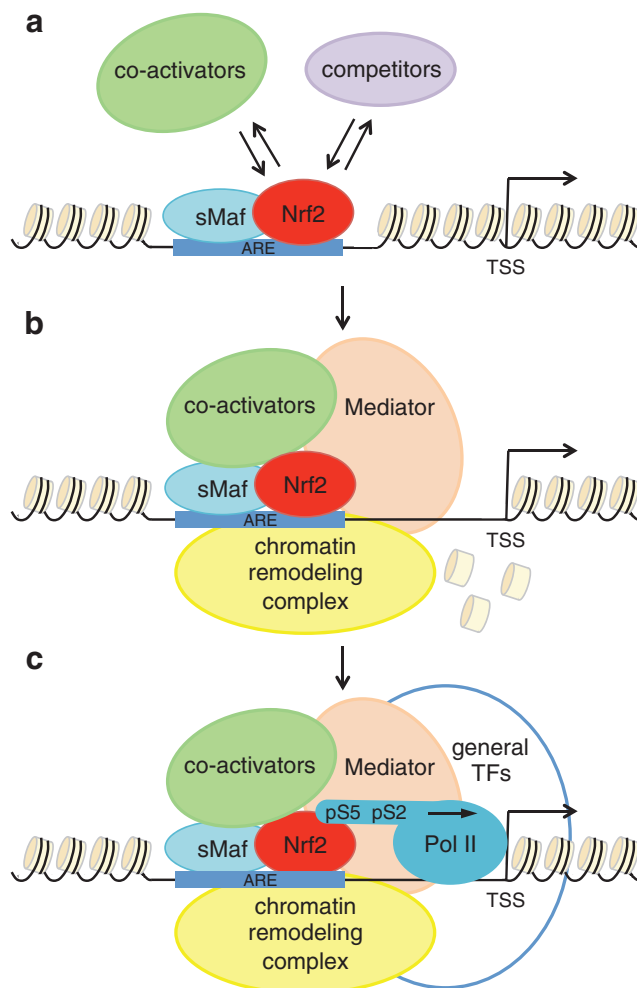 a
co-activators
competitors
sMaf
Nrf2
ARE
TSS
b
co-activators
Mediator
sMaf
Nrf2
ARE
TSS
chromatin
remodeling
complex
c
co-activators
Mediator
general
TFs
pS5 pS2
sMaf
Nrf2
Pol II
ARE
TSS
chromatin
remodeling
complex